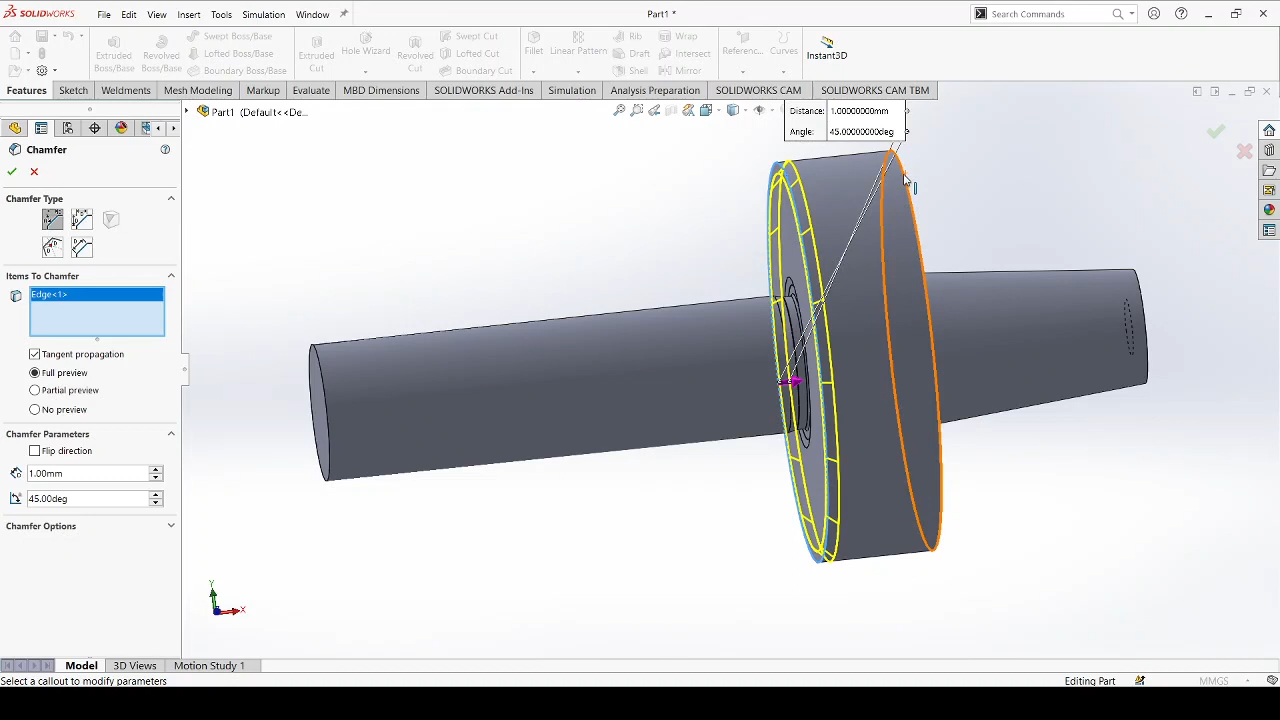 SOLIDWORKS
File Edit View Insert Tools Simulation Window
Part1 *
Search Commands
Extruded Boss/Base
Revolved Boss/Base
Swept Boss/Base
Lofted Boss/Base
Boundary Boss/Base
Extruded Cut
Hole Wizard
Revolved Cut
Swept Cut
Lofted Cut
Boundary Cut
Fillet
Linear Pattern
Rib
Draft
Shell
Wrap
Intersect
Mirror
Referenc...
Curves
Instant3D
Features Sketch Weldments Mesh Modeling Markup Evaluate MBD Dimensions SOLIDWORKS Add-Ins Simulation Analysis Preparation SOLIDWORKS CAM SOLIDWORKS CAM TBM
Part1 (Default<<De...
Distance: 1.00000000mm
Angle: 45.00000000deg
Chamfer
Chamfer Type
Items To Chamfer
Edge<1>
Tangent propagation
Full preview
Partial preview
No preview
Chamfer Parameters
Flip direction
1.00mm
45.00deg
Chamfer Options
Y
X
Model 3D Views Motion Study 1
Select a callout to modify parameters
Editing Part
MMGS